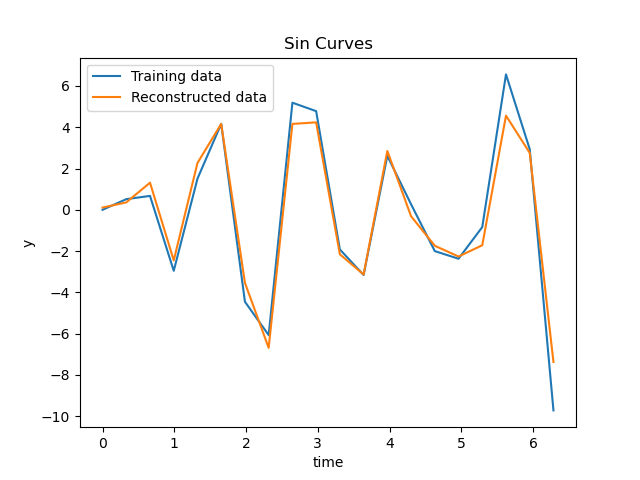 Sin Curves
Training data
Reconstructed data
6
4
2
0
−2
−4
−6
−8
−10
y
0 1 2 3 4 5 6
time